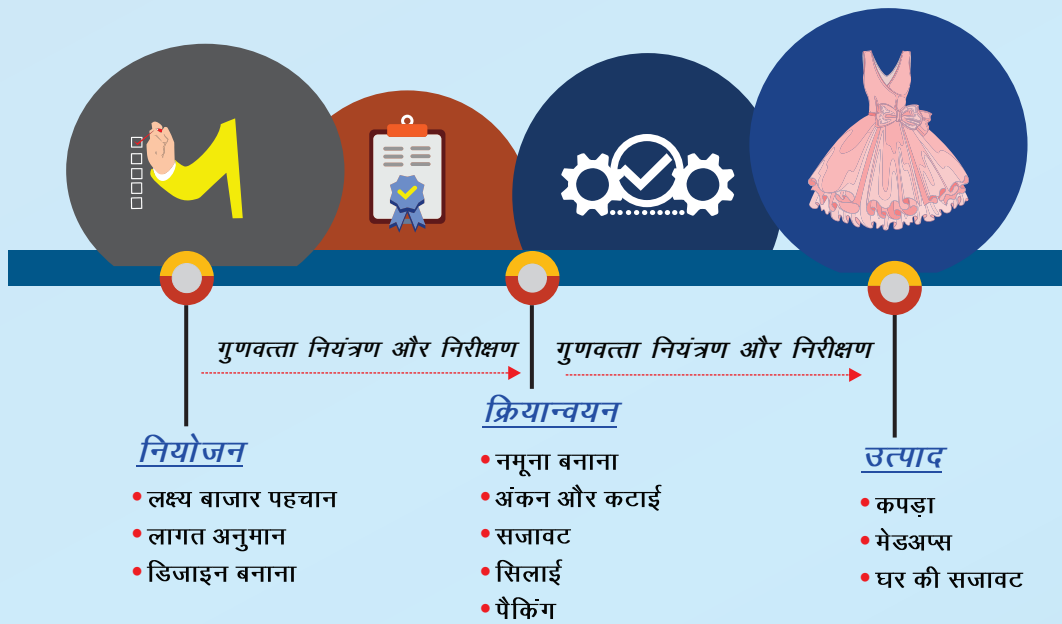 गुणवत्ता नियंत्रण और निरीक्षण
गुणवत्ता नियंत्रण और निरीक्षण
नियोजन
• लक्ष्य बाजार पहचान
• लागत अनुमान
• डिजाइन बनाना
क्रियान्वयन
• नमूना बनाना
• अंकन और कटाई
• सजावट
• सिलाई
• पैकिंग
उत्पाद
• कपड़ा
• मेडअप्स
• घर की सजावट